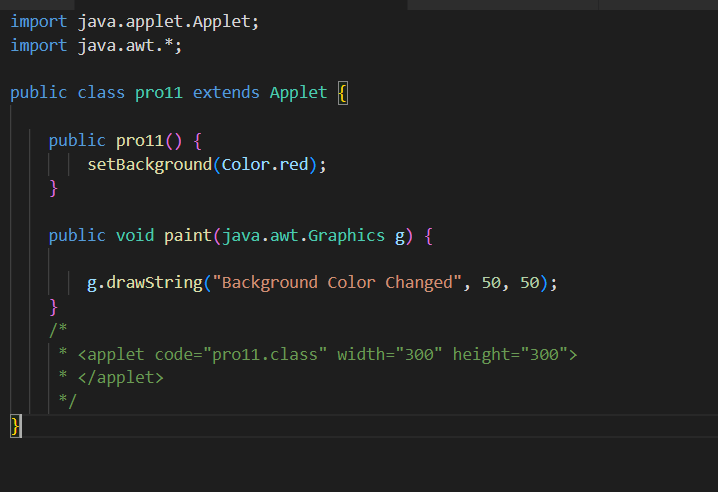 import java.applet.Applet;
import java.awt.*;
public class pro11 extends Applet {
public pro11() {
setBackground(Color.red);
}
public void paint(java.awt.Graphics g) {
g.drawString("Background Color Changed", 50, 50);
}
/*
* <applet code="pro11.class" width="300" height="300">
* </applet>
*/
}